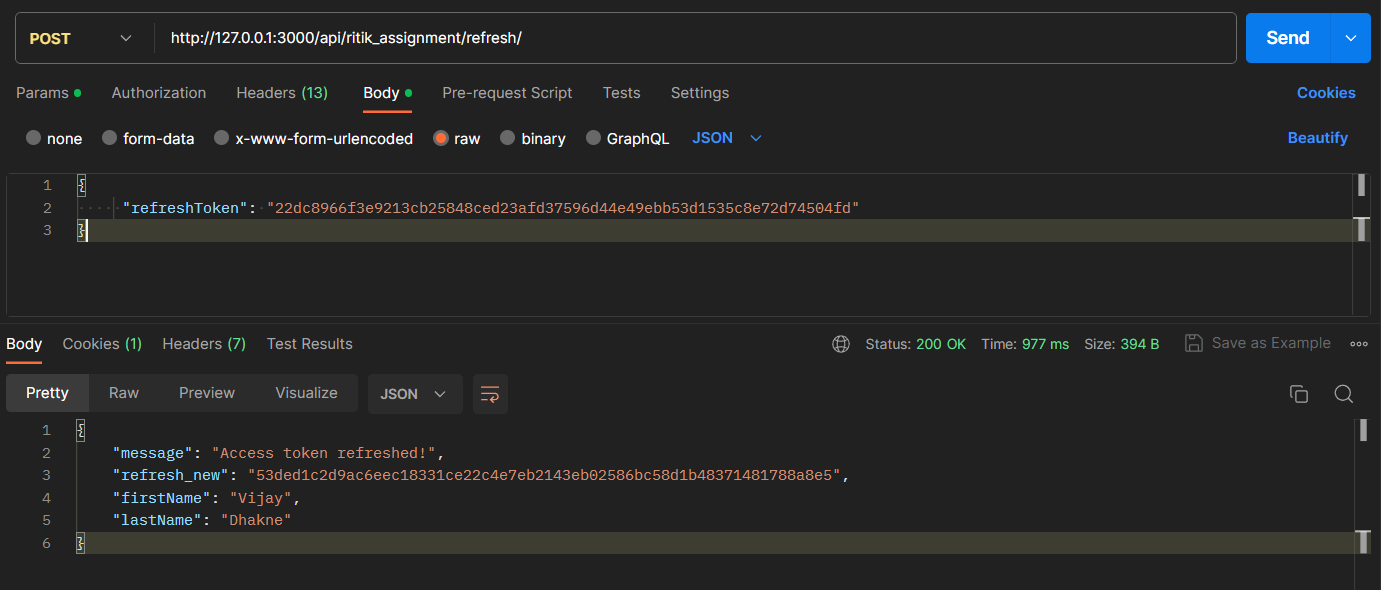 POST http://127.0.0.1:3000/api/ritik_assignment/refresh/ Send
Params Authorization Headers (13) Body Pre-request Script Tests Settings Cookies
none form-data x-www-form-urlencoded raw binary GraphQL JSON Beautify
1 {
2 "refreshToken": "22dc8966f3e9213cb25848ced23afd37596d44e49ebb53d1535c8e72d74504fd"
3 }
Body Cookies (1) Headers (7) Test Results Status: 200 OK Time: 977 ms Size: 394 B Save as Example
Pretty Raw Preview Visualize JSON
1 {
2 "message": "Access token refreshed!",
3 "refresh_new": "53ded1c2d9ac6eec18331ce22c4e7eb2143eb02586bc58d1b48371481788a8e5",
4 "firstName": "Vijay",
5 "lastName": "Dhakne"
6 }